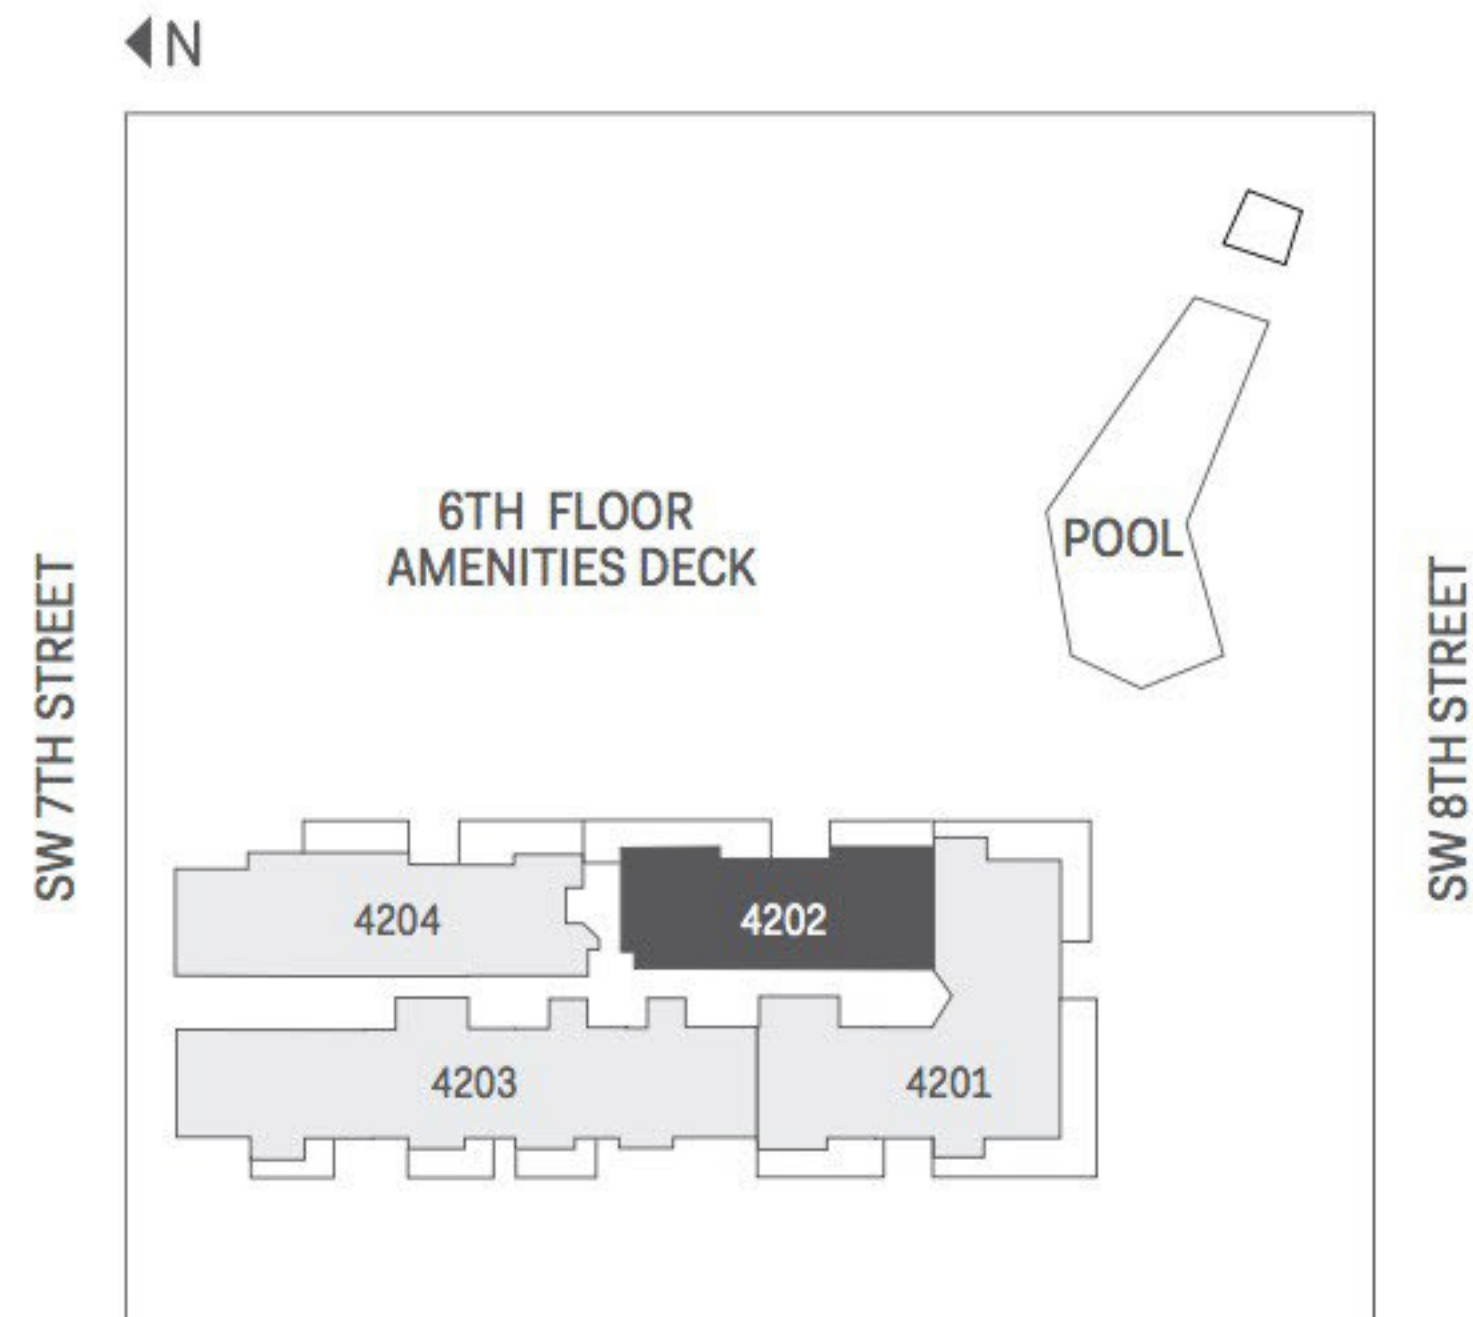 N
6TH FLOOR
AMENITIES DECK
POOL
SW 7TH STREET
SW 8TH STREET
4204
4202
4203
4201